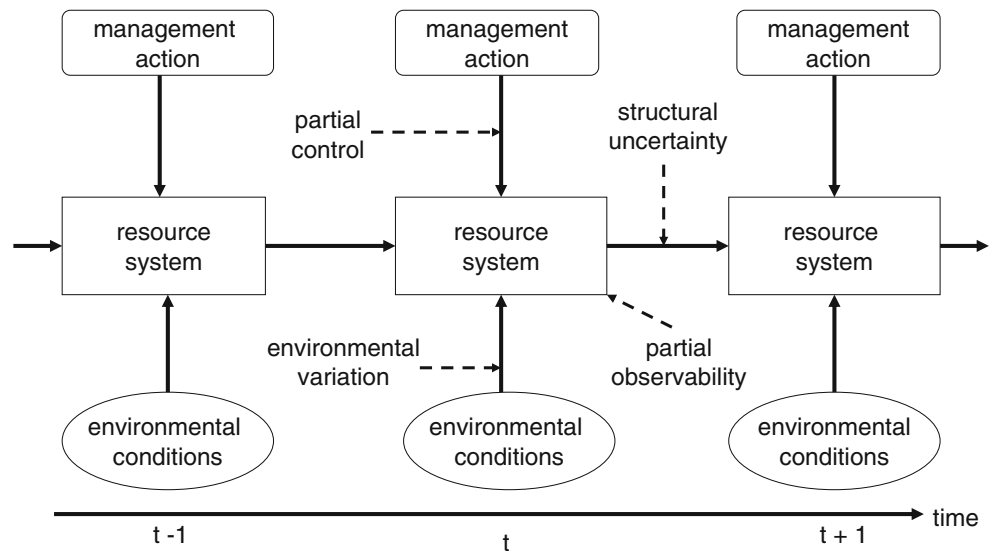 management
action
management
action
management
action
partial
control
structural
uncertainty
resource
system
resource
system
resource
system
environmental
variation
partial
observability
environmental
conditions
environmental
conditions
environmental
conditions
time
t -1
t
t + 1